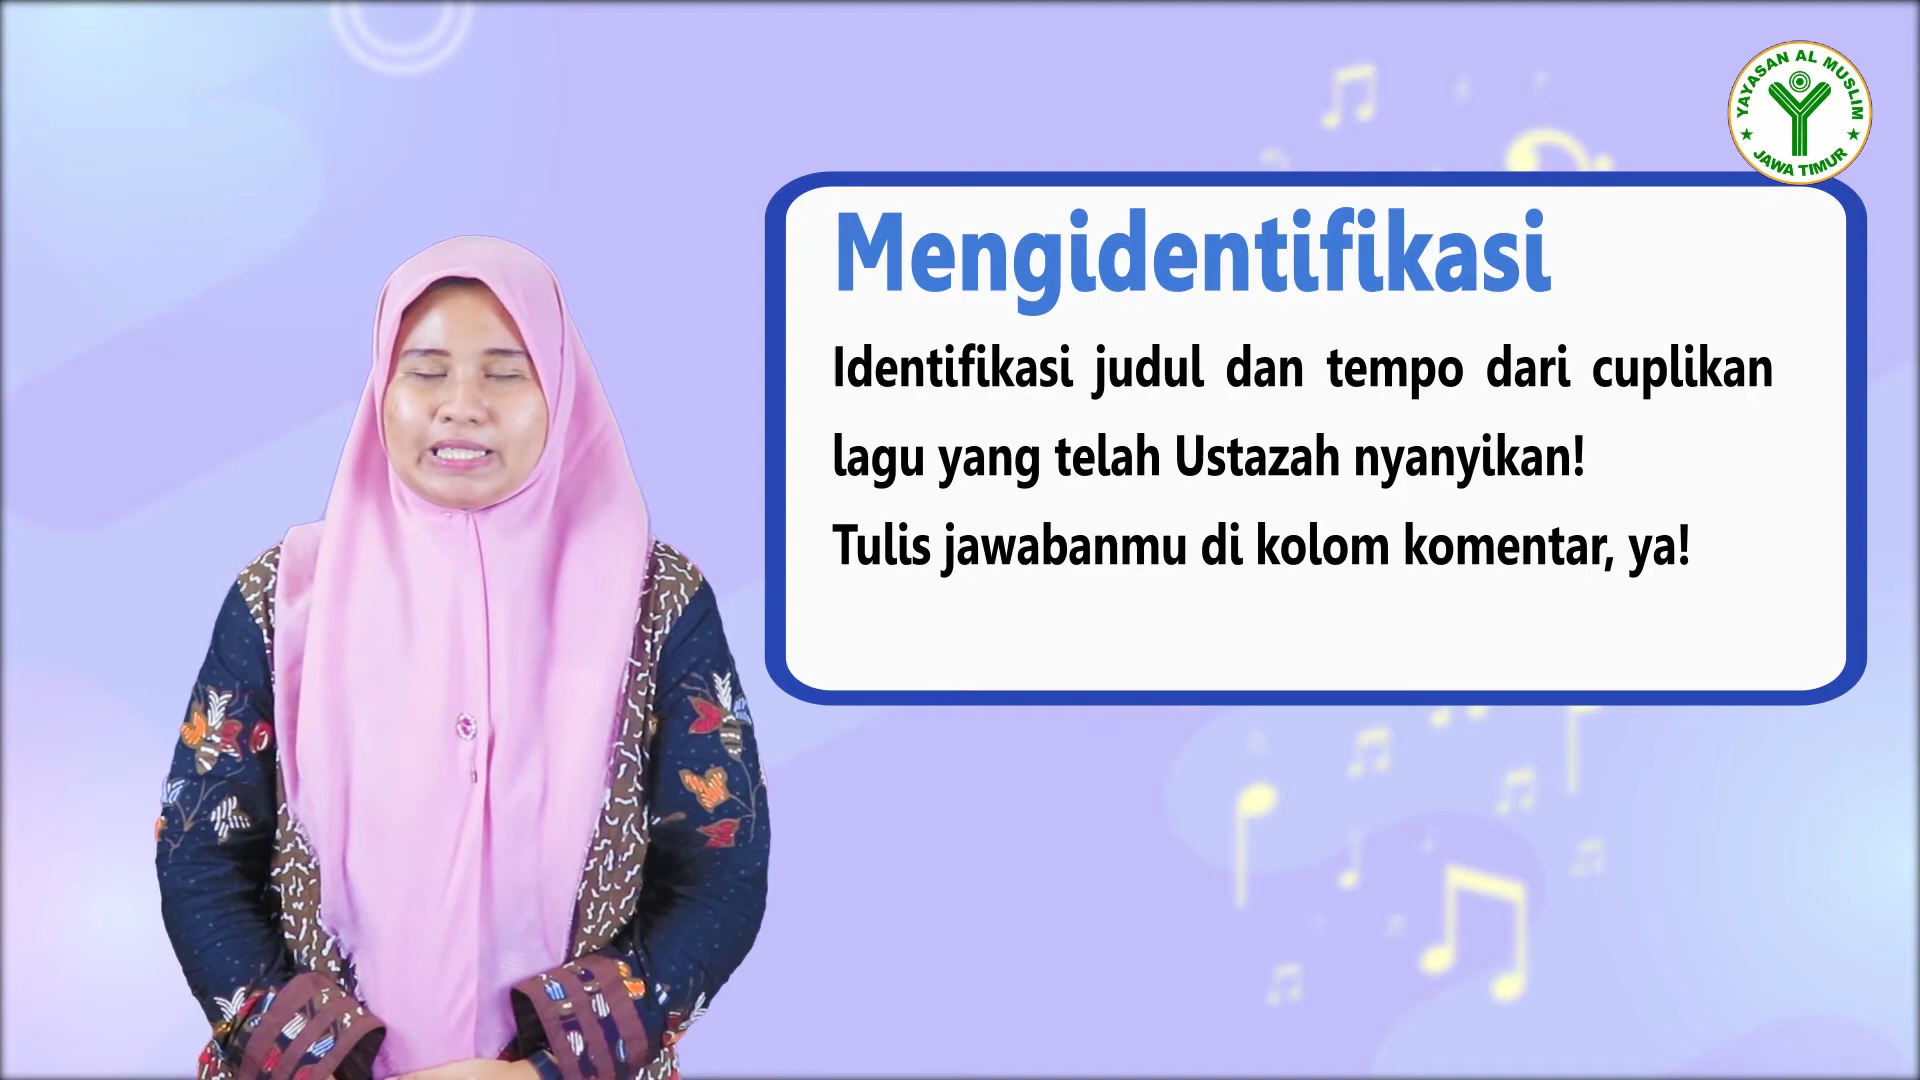 YAYASAN AL MUSLIM
JAWA TIMUR
Mengidentifikasi
Identifikasi judul dan tempo dari cuplikan
lagu yang telah Ustazah nyanyikan!
Tulis jawabanmu di kolom komentar, ya!